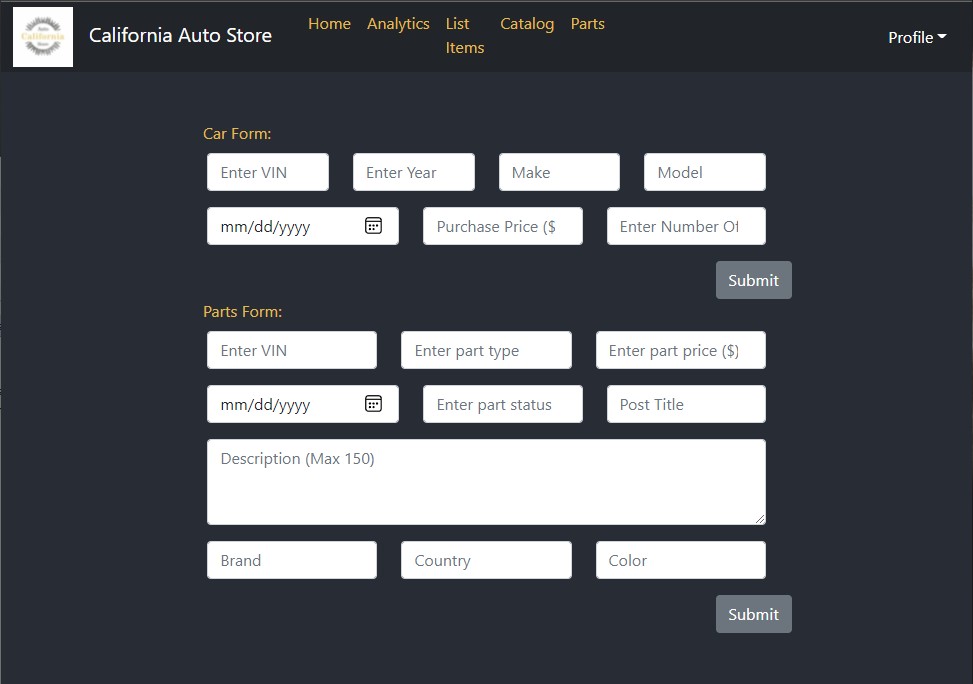 California
California Auto Store
Home Analytics List Items Catalog Parts
Profile
Car Form:
Enter VIN Enter Year Make Model
mm/dd/yyyy Purchase Price ($ Enter Number Of
Submit
Parts Form:
Enter VIN Enter part type Enter part price ($)
mm/dd/yyyy Enter part status Post Title
Description (Max 150)
Brand Country Color
Submit